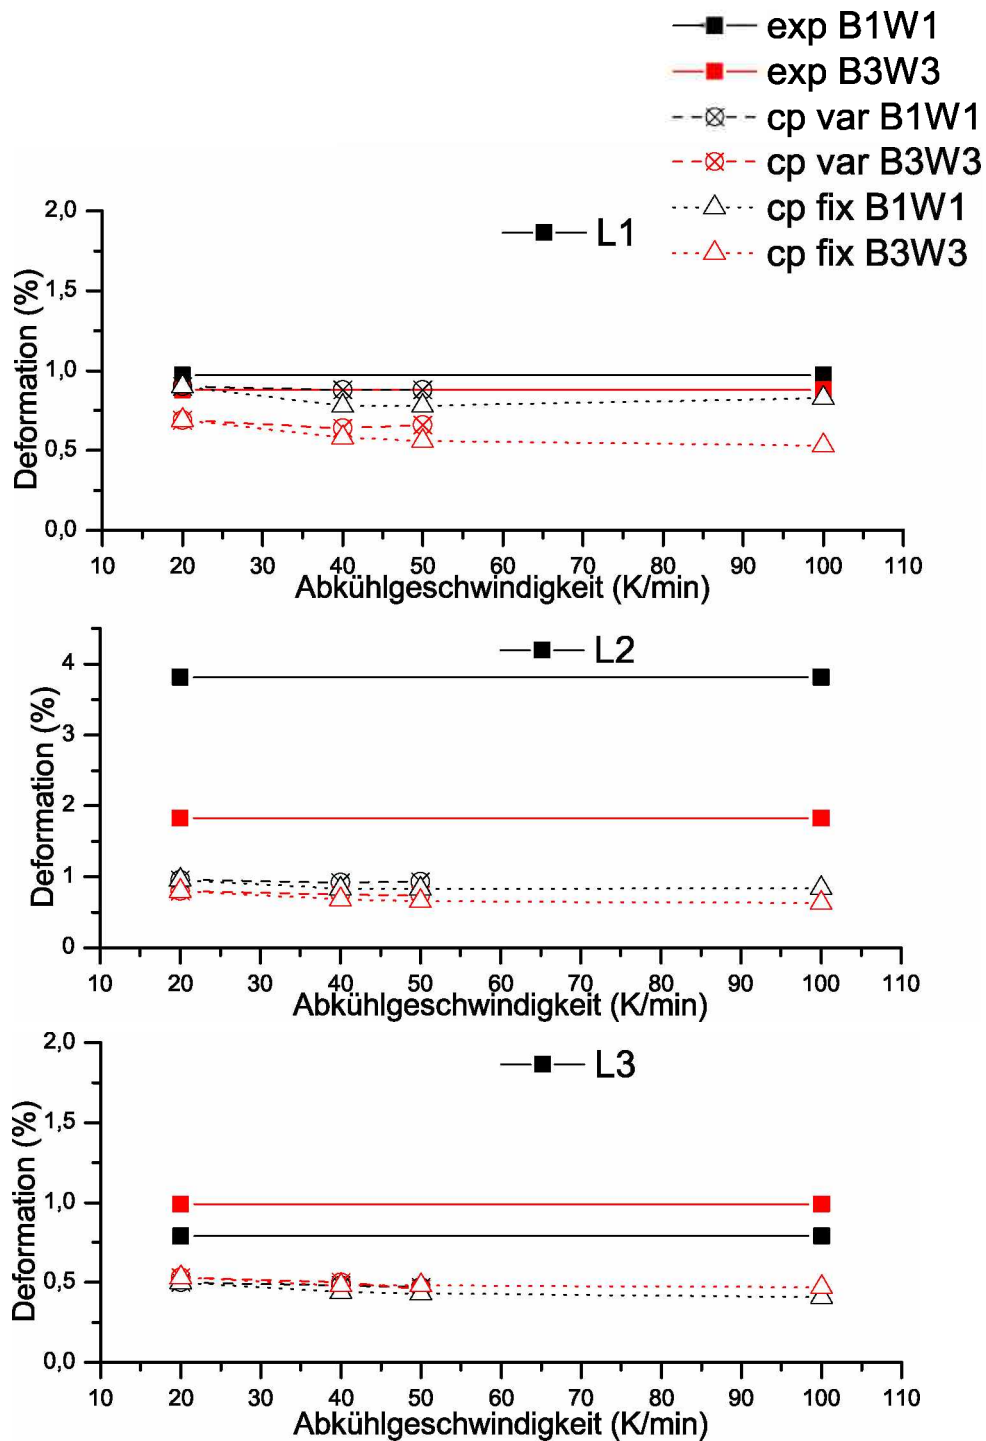 exp B1W1
exp B3W3
cp var B1W1
cp var B3W3
cp fix B1W1
cp fix B3W3
L1
Deformation (%)
2,0
1,5
1,0
0,5
0,0
10 20 30 40 50 60 70 80 90 100 110
Abkühlgeschwindigkeit (K/min)
L2
Deformation (%)
4
3
2
1
0
10 20 30 40 50 60 70 80 90 100 110
Abkühlgeschwindigkeit (K/min)
L3
Deformation (%)
2,0
1,5
1,0
0,5
0,0
10 20 30 40 50 60 70 80 90 100 110
Abkühlgeschwindigkeit (K/min)